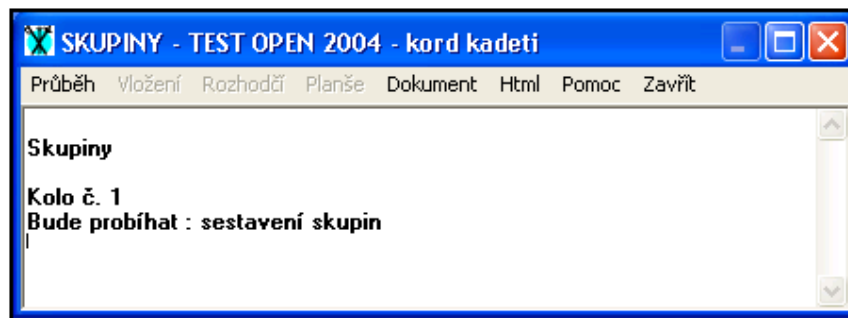 SKUPINY - TEST OPEN 2004 - kord kadeti
Průběh Vložení Rozhodčí Planše Dokument Html Pomoc Zavřít
Skupiny
Kolo č. 1
Bude probíhat : sestavení skupin